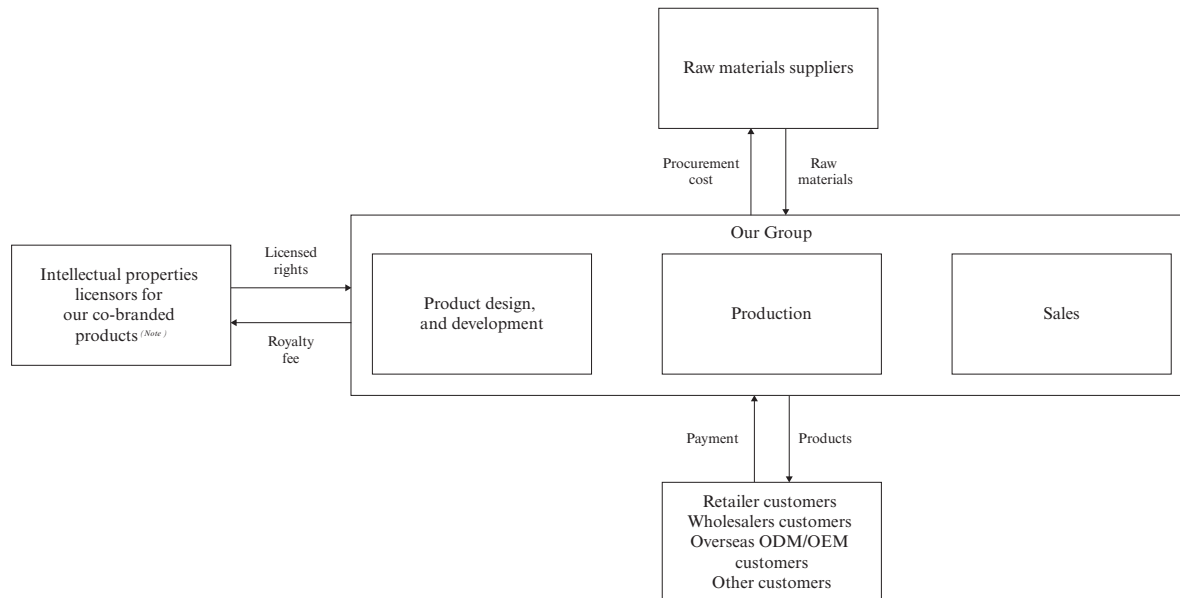 Raw materials suppliers
Procurement
cost
Raw
materials
Our Group
Intellectual properties
licensors for
our co-branded
products (Note)
Licensed
rights
Royalty
fee
Product design,
and development
Production
Sales
Payment
Products
Retailer customers
Wholesalers customers
Overseas ODM/OEM
customers
Other customers